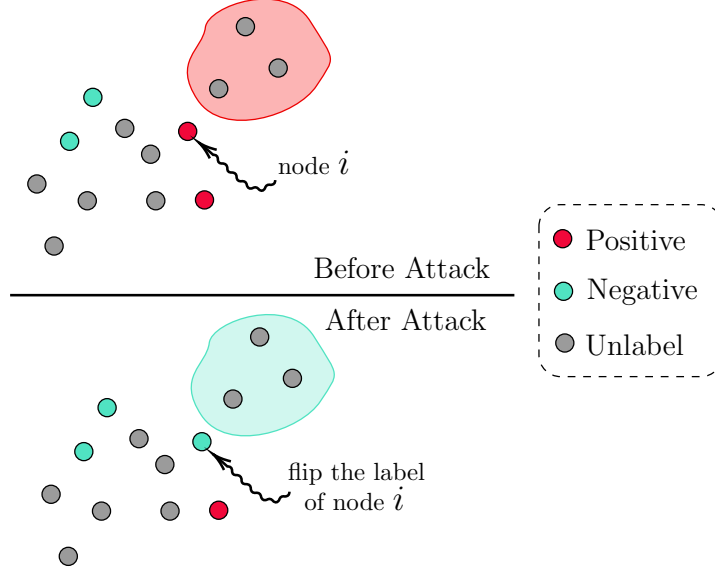 node i
Before Attack
After Attack
flip the label
of node i
Positive
Negative
Unlabel